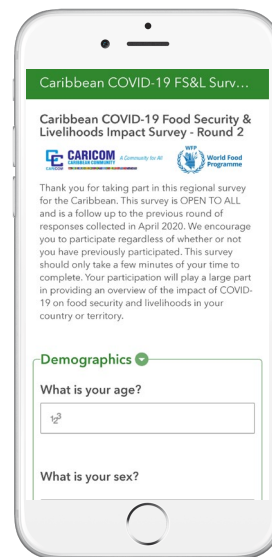 Caribbean COVID-19 FS&L Surv...
Caribbean COVID-19 Food Security &
Livelihoods Impact Survey - Round 2
CARICOM
CARIBBEAN COMMUNITY
CARICOM
A Community for All
WFP
World Food
Programme
Thank you for taking part in this regional survey
for the Caribbean. This survey is OPEN TO ALL
and is a follow up to the previous round of
responses collected in April 2020. We encourage
you to participate regardless of whether or not
you have previously participated. This survey
should only take a few minutes of your time to
complete. Your participation will play a large part
in providing an overview of the impact of COVID-
19 on food security and livelihoods in your
country or territory.
Demographics
What is your age?
123
What is your sex?